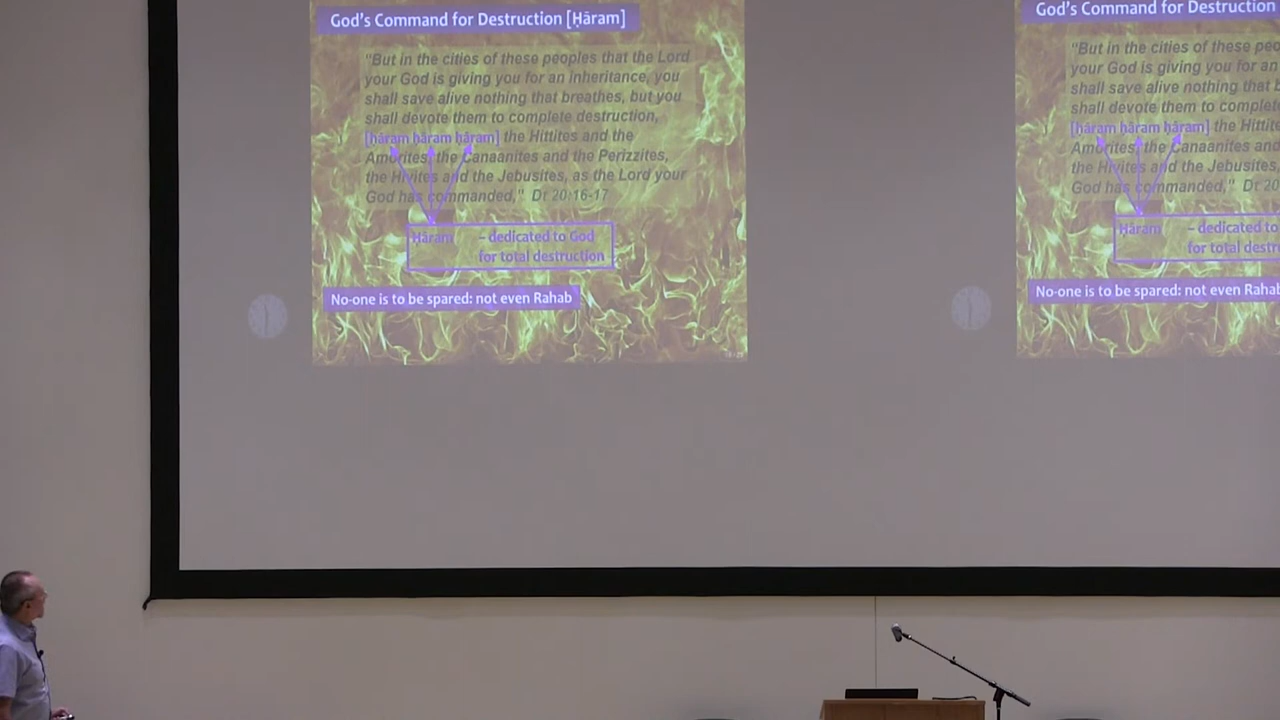 God's Command for Destruction [Ḥāram]
"But in the cities of these peoples that the Lord
your God is giving you for an inheritance, you
shall save alive nothing that breathes, but you
shall devote them to complete destruction,
[ḥāram ḥāram ḥāram] the Hittites and the
Amorites, the Canaanites and the Perizzites,
the Hivites and the Jebusites, as the Lord your
God has commanded," Dt 20:16-17
Ḥāram – dedicated to God
for total destruction
No-one is to be spared: not even Rahab
God's Command for Destruction
"But in the cities of these peo
your God is giving you for an
shall save alive nothing that b
shall devote them to complet
[ḥāram ḥāram ḥāram] the Hittite
Amorites, the Canaanites and
the Hivites and the Jebusites,
God has commanded," Dt 20
Ḥāram – dedicated to
for total destr
No-one is to be spared: not even Rahab